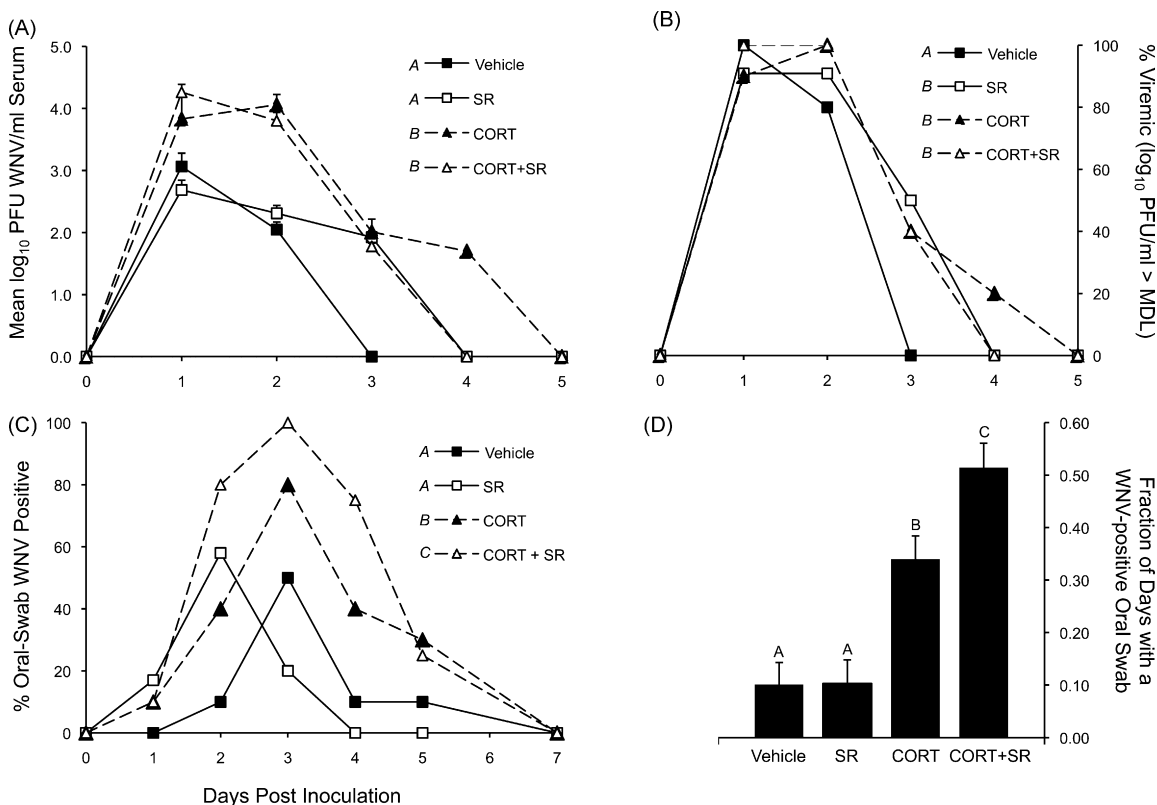 (A)
Mean log10 PFU WNV/ml Serum
5.0
4.0
3.0
2.0
1.0
0.0
0 1 2 3 4 5
A Vehicle
A SR
B CORT
B CORT+SR
(B)
% Viremic (log10 PFU/ml > MDL)
100
80
60
40
20
0
0 1 2 3 4 5
A Vehicle
B SR
B CORT
B CORT+SR
(C)
% Oral-Swab WNV Positive
100
80
60
40
20
0
0 1 2 3 4 5 6 7
Days Post Inoculation
A Vehicle
A SR
B CORT
C CORT + SR
(D)
Fraction of Days with a
WNV-positive Oral Swab
0.60
0.50
0.40
0.30
0.20
0.10
0.00
A A B C
Vehicle SR CORT CORT+SR